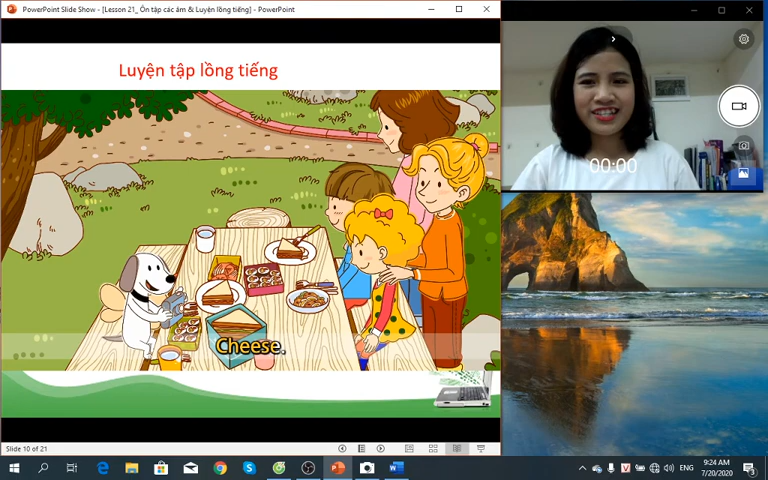 PowerPoint Slide Show - [Lesson 21_ Ôn tập các âm & Luyện lồng tiếng] - PowerPoint
Luyện tập lồng tiếng
Cheese.
00:00
Slide 10 of 21
ENG
9:24 AM
7/20/2020